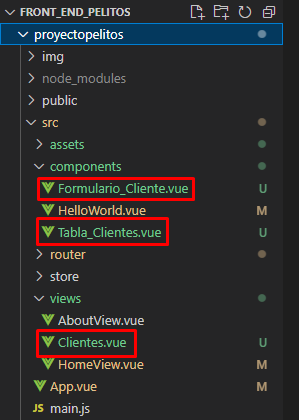 FRONT_END_PELITOS
proyectopelitos
img
node_modules
public
src
assets
components
Formulario_Cliente.vue U
HelloWorld.vue M
Tabla_Clientes.vue U
router
store
views
AboutView.vue
Clientes.vue U
HomeView.vue M
App.vue M
main.js